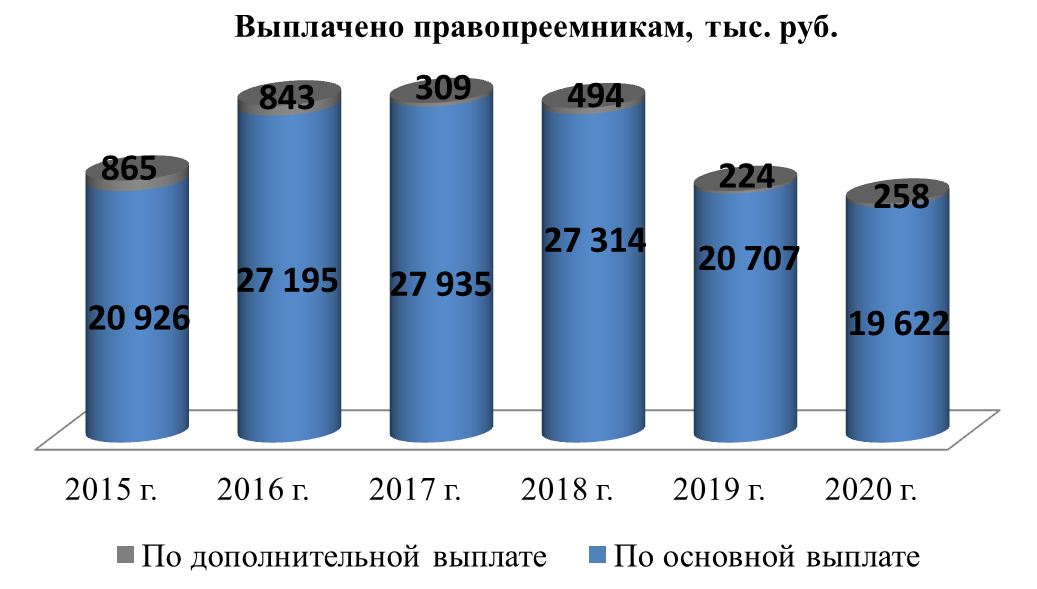 Выплачено правопреемникам, тыс. руб.
865
843
309
494
224
258
20 926
27 195
27 935
27 314
20 707
19 622
2015 г.
2016 г.
2017 г.
2018 г.
2019 г.
2020 г.
По дополнительной выплате
По основной выплате